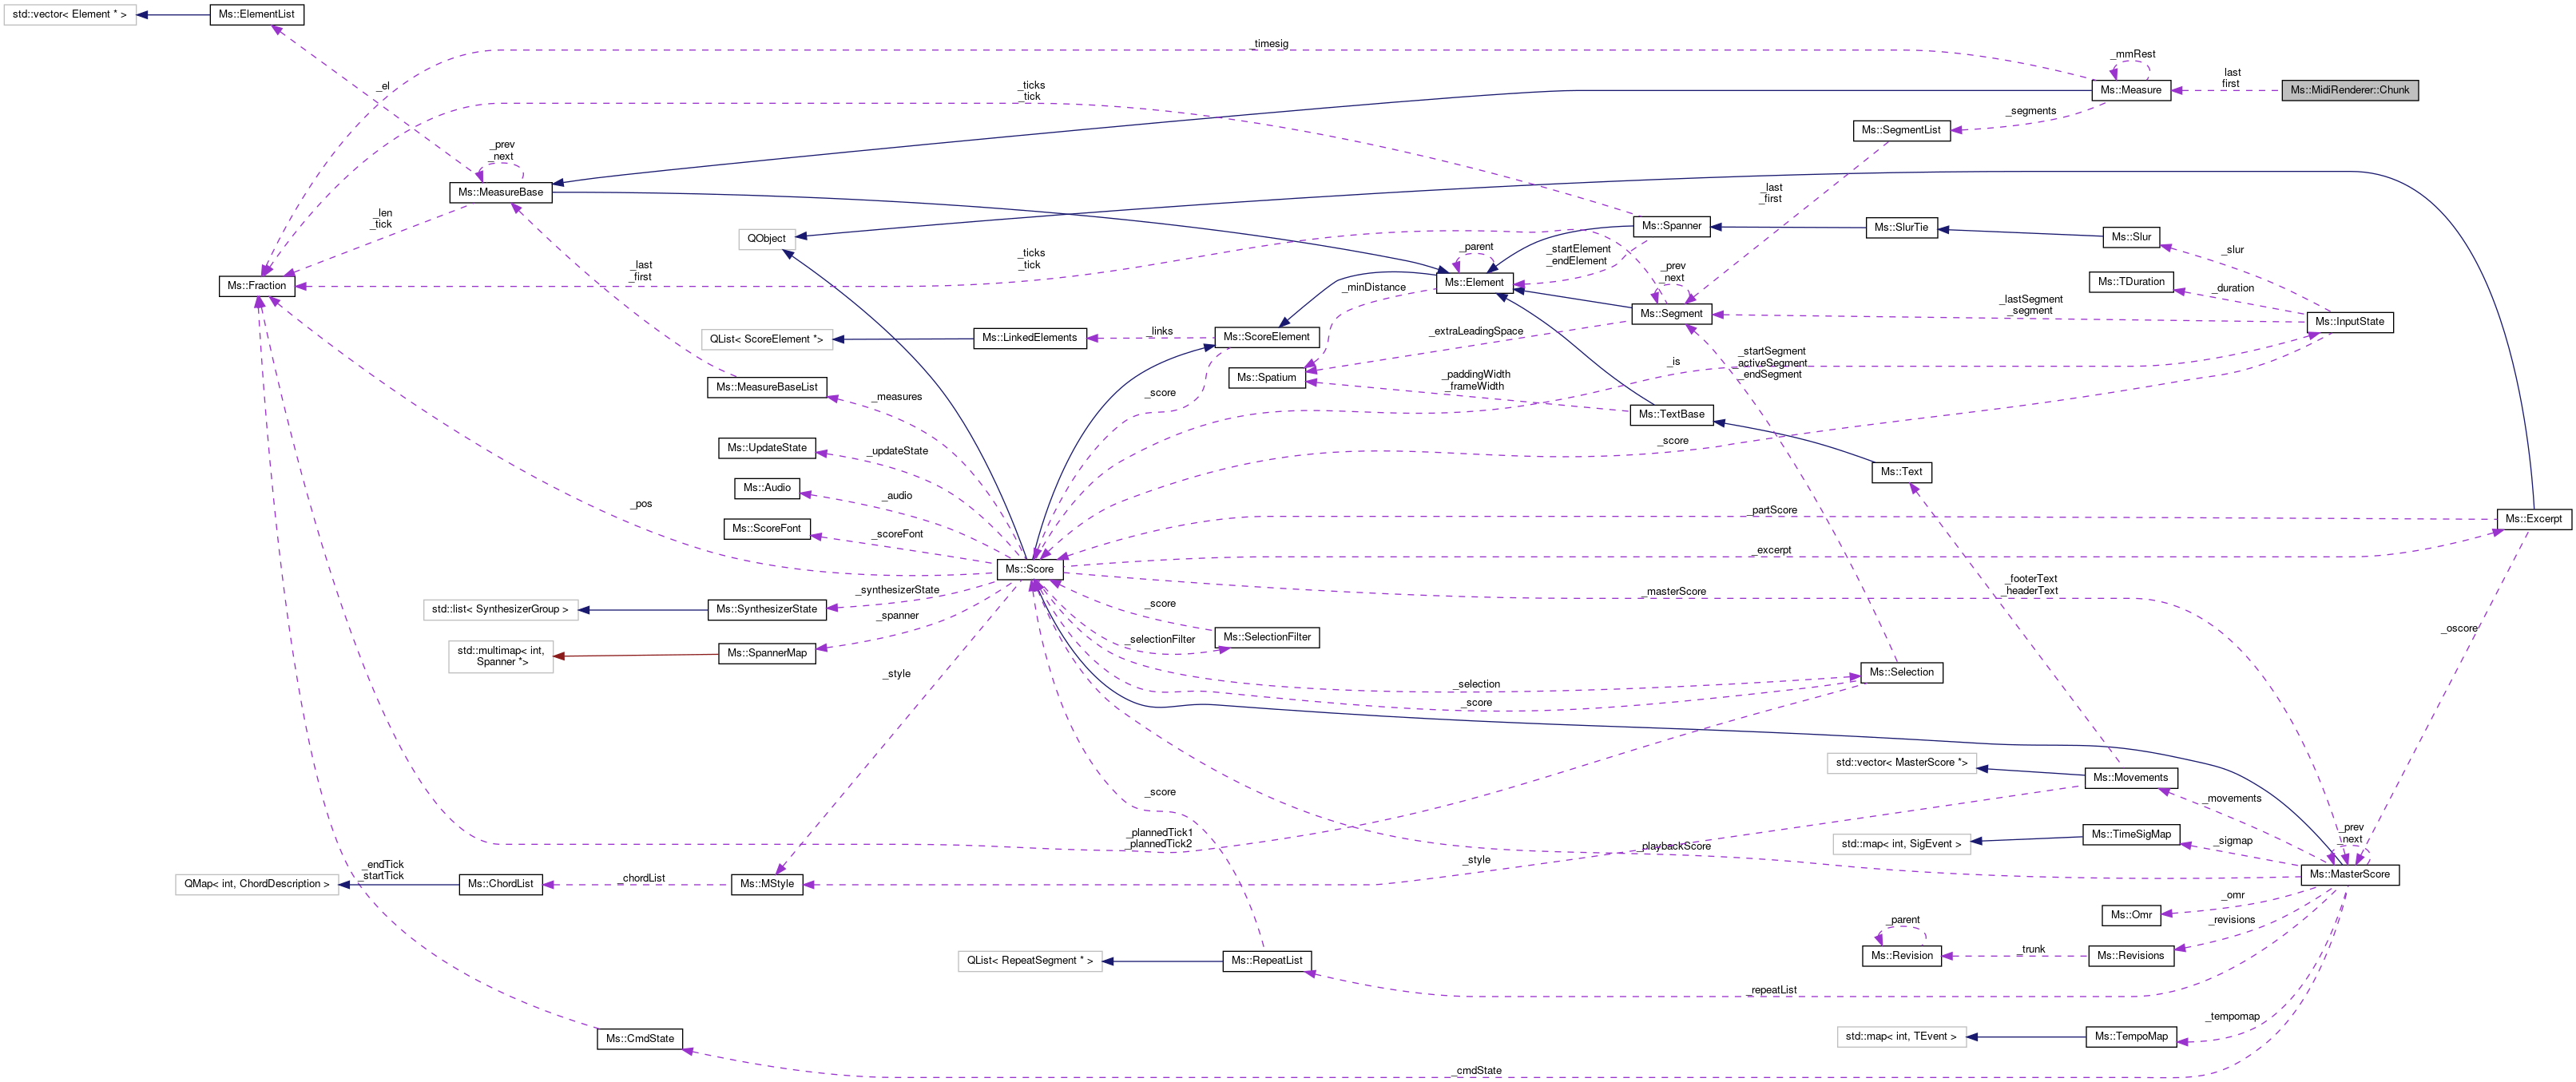 std::vector< Element * >
Ms::ElementList
_timesig
_mmRest
last
first
Ms::Measure
Ms::MidiRenderer::Chunk
_el
_ticks
_tick
_segments
Ms::SegmentList
_prev
_next
Ms::MeasureBase
_last
_first
_len
_tick
QObject
Ms::Spanner
Ms::SlurTie
Ms::Slur
_slur
_ticks
_tick
_parent
_startElement
_endElement
_last
_first
_prev
_next
Ms::Fraction
Ms::Element
Ms::TDuration
_duration
_minDistance
_lastSegment
_segment
Ms::Segment
Ms::InputState
QList< ScoreElement *>
Ms::LinkedElements
_links
Ms::ScoreElement
_extraLeadingSpace
_startSegment
_activeSegment
_endSegment
_is
Ms::Spatium
_paddingWidth
_frameWidth
Ms::MeasureBaseList
_measures
_score
Ms::TextBase
Ms::UpdateState
_updateState
_score
Ms::Text
Ms::Audio
_audio
_pos
_partScore
Ms::Excerpt
Ms::ScoreFont
_scoreFont
_excerpt
Ms::Score
_footerText
_headerText
_masterScore
std::list< SynthesizerGroup >
Ms::SynthesizerState
_synthesizerState
_score
_spanner
_oscore
_selectionFilter
Ms::SelectionFilter
std::multimap< int,
Spanner *>
Ms::SpannerMap
_style
_selection
_score
Ms::Selection
std::vector< MasterScore *>
Ms::Movements
_score
_movements
_plannedTick1
_plannedTick2
_playbackScore
std::map< int, SigEvent >
Ms::TimeSigMap
_sigmap
_prev
_next
_endTick
_startTick
_style
Ms::MasterScore
QMap< int, ChordDescription >
Ms::ChordList
_chordList
Ms::MStyle
_omr
Ms::Omr
_parent
_revisions
Ms::Revision
_trunk
Ms::Revisions
QList< RepeatSegment * >
Ms::RepeatList
_repeatList
_tempomap
Ms::CmdState
std::map< int, TEvent >
Ms::TempoMap
_cmdState